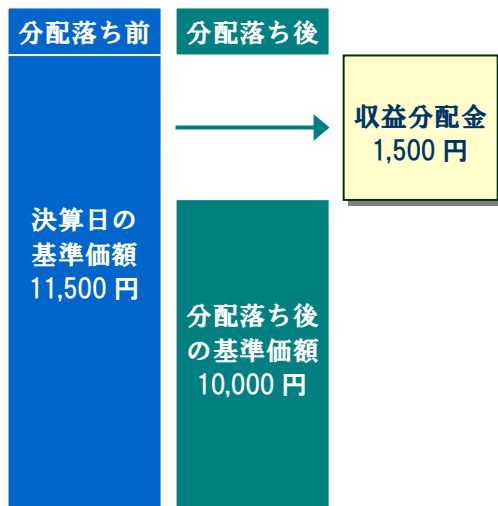 分配落ち前
分配落ち後
収益分配金
1,500 円
決算日の
基準価額
11,500 円
分配落ち後
の基準価額
10,000 円